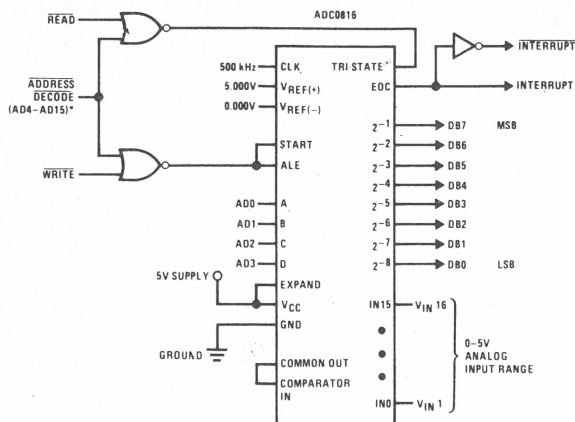 READ
ADC0816
500 kHz
CLK
TRI-STATE
INTERRUPT
5.000V
VREF(+)
EOC
INTERRUPT
ADDRESS
DECODE
(AD4-AD15)*
0.000V
VREF(−)
2-1
DB7
MSB
START
2-2
DB6
ALE
2-3
DB5
WRITE
2-4
DB4
AD0
A
2-5
DB3
AD1
B
2-6
DB2
AD2
C
2-7
DB1
AD3
D
2-8
DB0
LSB
5V SUPPLY
EXPAND
VCC
IN15
VIN 16
GND
GROUND
0–5V
ANALOG
INPUT RANGE
COMMON OUT
COMPARATOR
IN
IN0
VIN 1